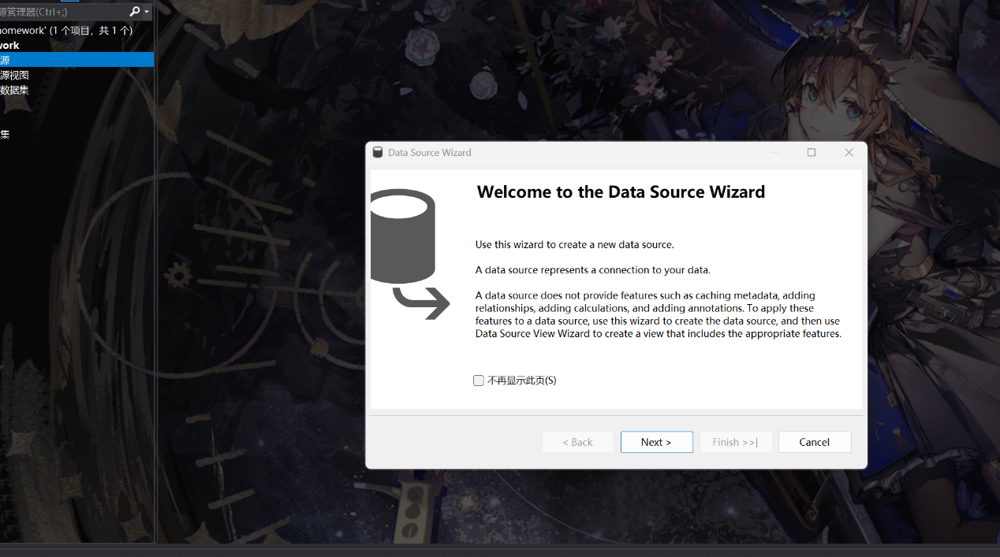 源管理器(Ctrl+;)
homework' (1 个项目，共 1 个)
work
源
源视图
数据集
集
Data Source Wizard
Welcome to the Data Source Wizard
Use this wizard to create a new data source.
A data source represents a connection to your data.
A data source does not provide features such as caching metadata, adding
relationships, adding calculations, and adding annotations. To apply these
features to a data source, use this wizard to create the data source, and then use
Data Source View Wizard to create a view that includes the appropriate features.
不再显示此页(S)
< Back
Next >
Finish >>|
Cancel